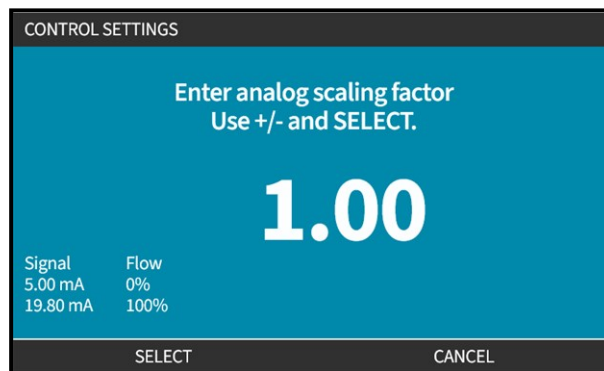 CONTROL SETTINGS
Enter analog scaling factor
Use +/- and SELECT.
1.00
Signal Flow
5.00 mA 0%
19.80 mA 100%
SELECT CANCEL